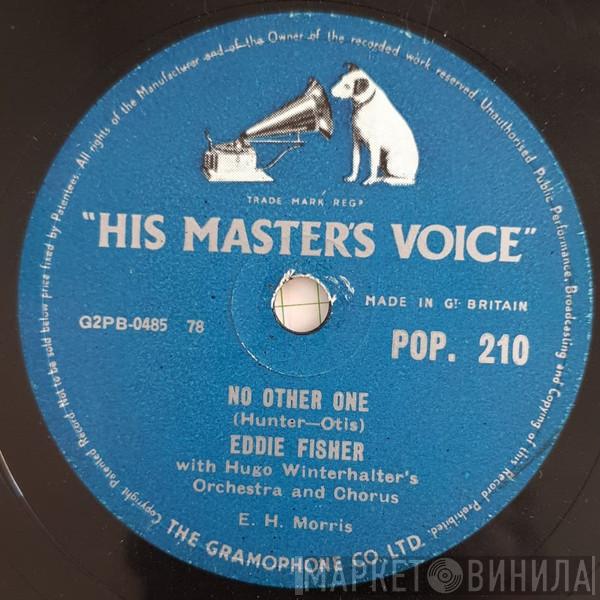 Copyright Patented Record Not to be sold below price fixed by Patentees. All rights of the Manufacturer and of the Owner of the recorded work reserved. Unauthorised Public Performance, Broadcasting and Copying of this Record Prohibited.
TRADE MARK REGD
"HIS MASTER'S VOICE"
MADE IN GT. BRITAIN
G2PB-0485 78
POP. 210
NO OTHER ONE
(Hunter—Otis)
EDDIE FISHER
with Hugo Winterhalter's
Orchestra and Chorus
E. H. Morris
THE GRAMOPHONE CO. LTD.
МАРКЕТ ВИНИЛА